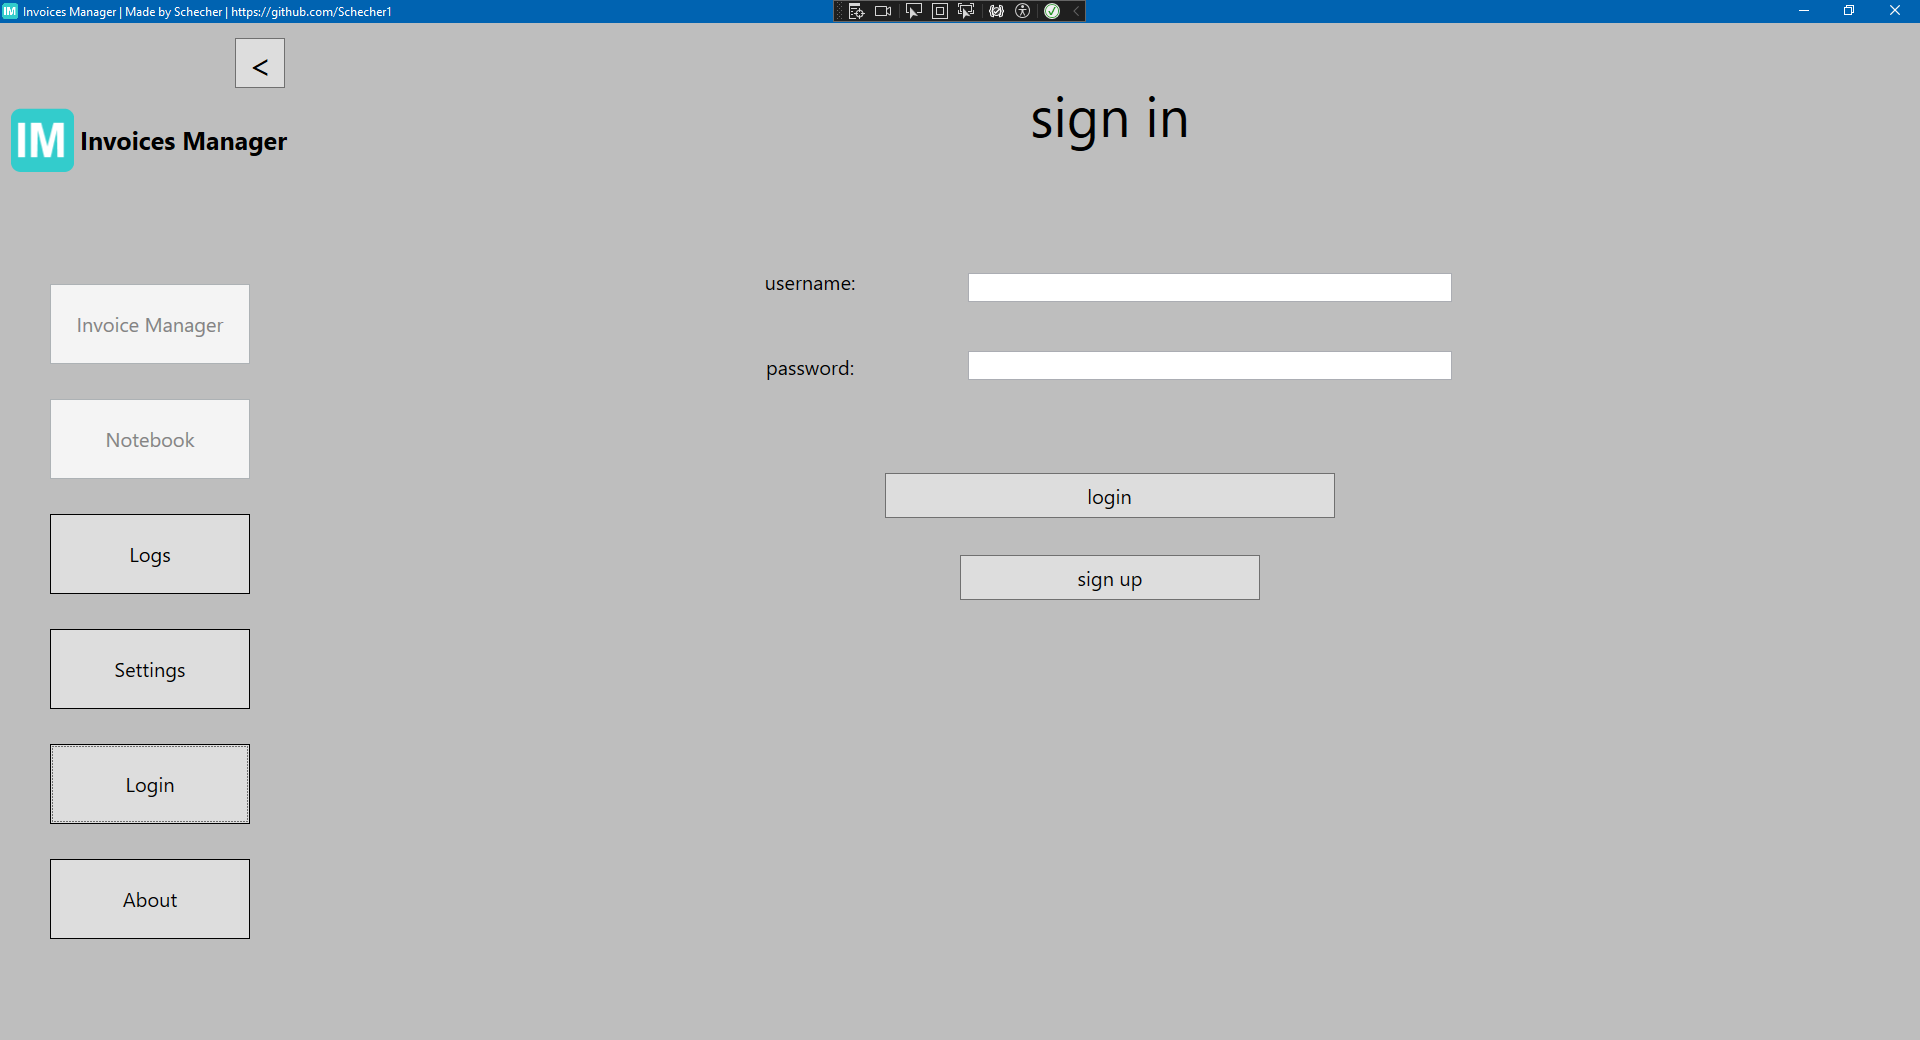 Invoices Manager | Made by Schecher | https://github.com/Schecher1
<
IM Invoices Manager
sign in
username:
password:
login
sign up
Invoice Manager
Notebook
Logs
Settings
Login
About